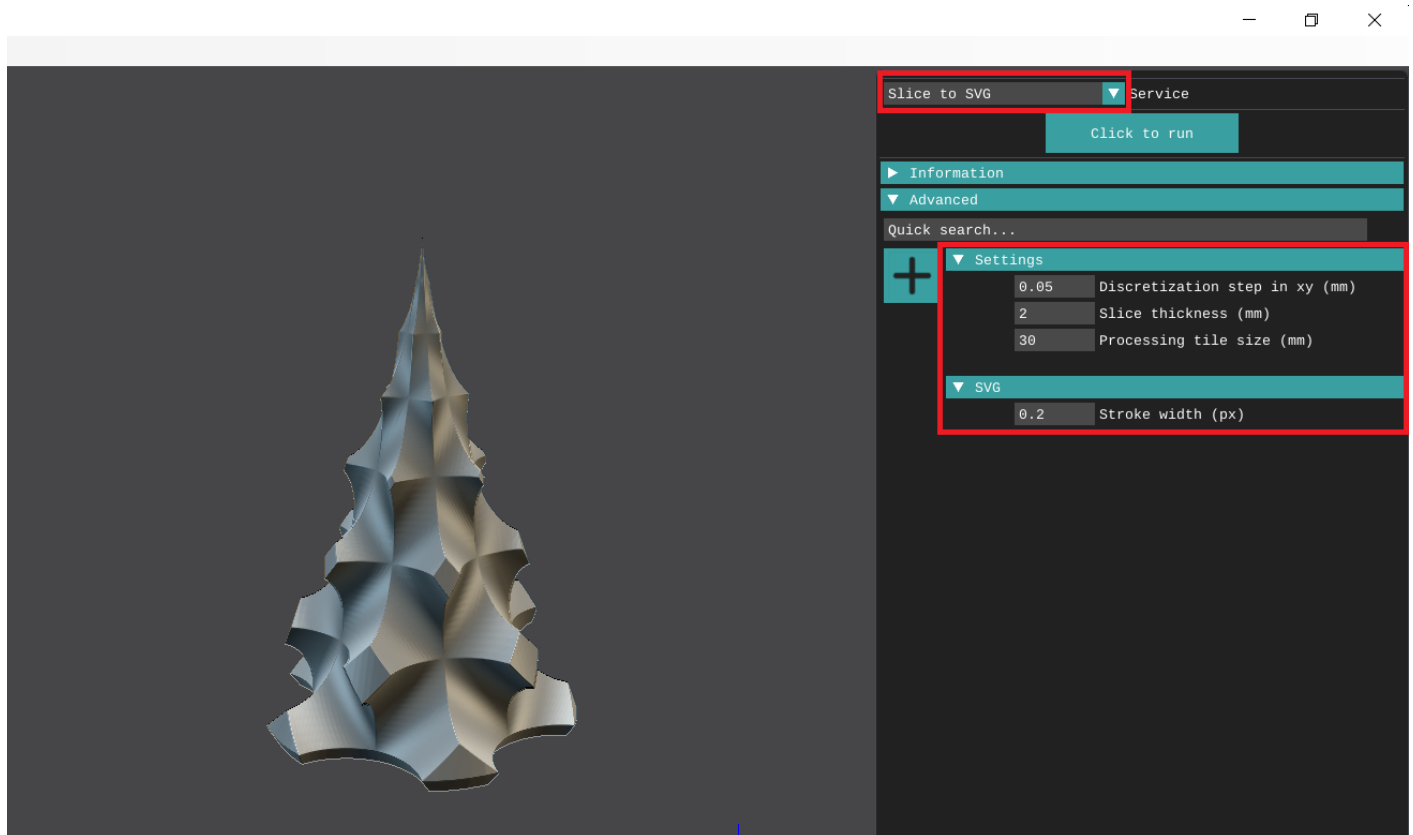 Slice to SVG Service
Click to run
Information
Advanced
Quick search...
Settings
0.05 Discretization step in xy (mm)
2 Slice thickness (mm)
30 Processing tile size (mm)
SVG
0.2 Stroke width (px)